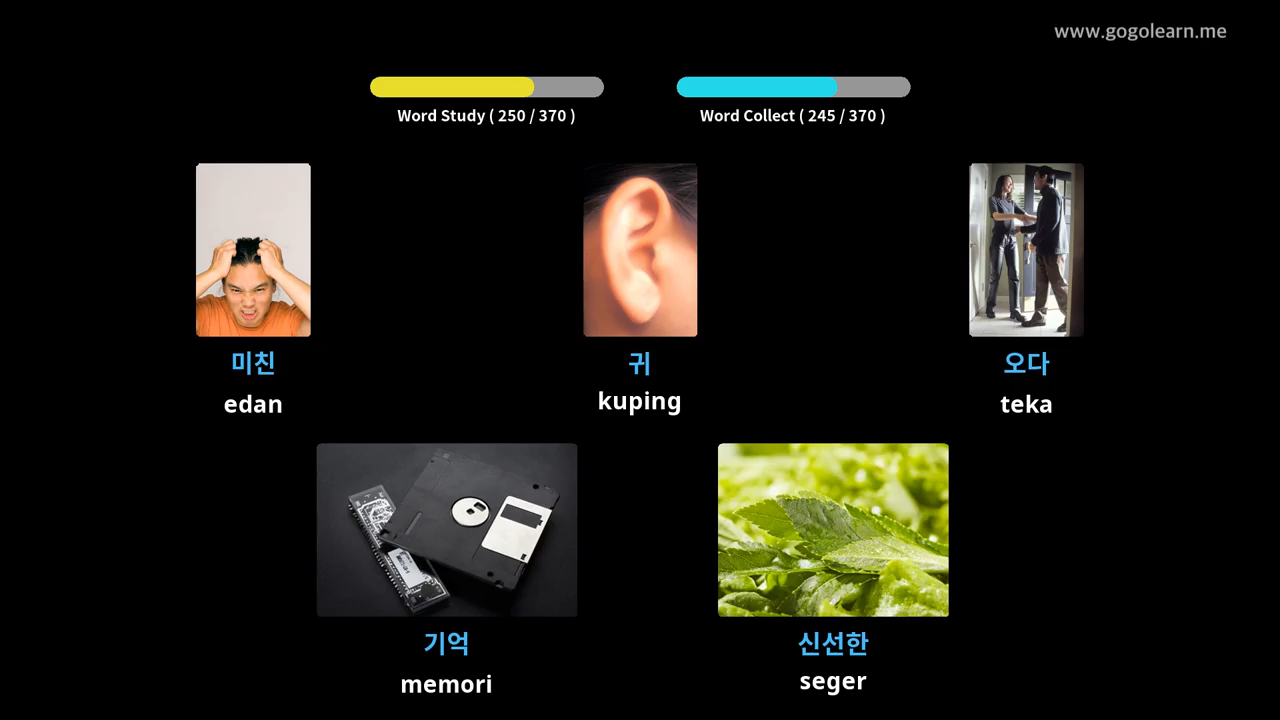 www.gogolearn.me
Word Study ( 250 / 370 )
Word Collect ( 245 / 370 )
미친
귀
오다
edan
kuping
teka
기억
신선한
memori
seger